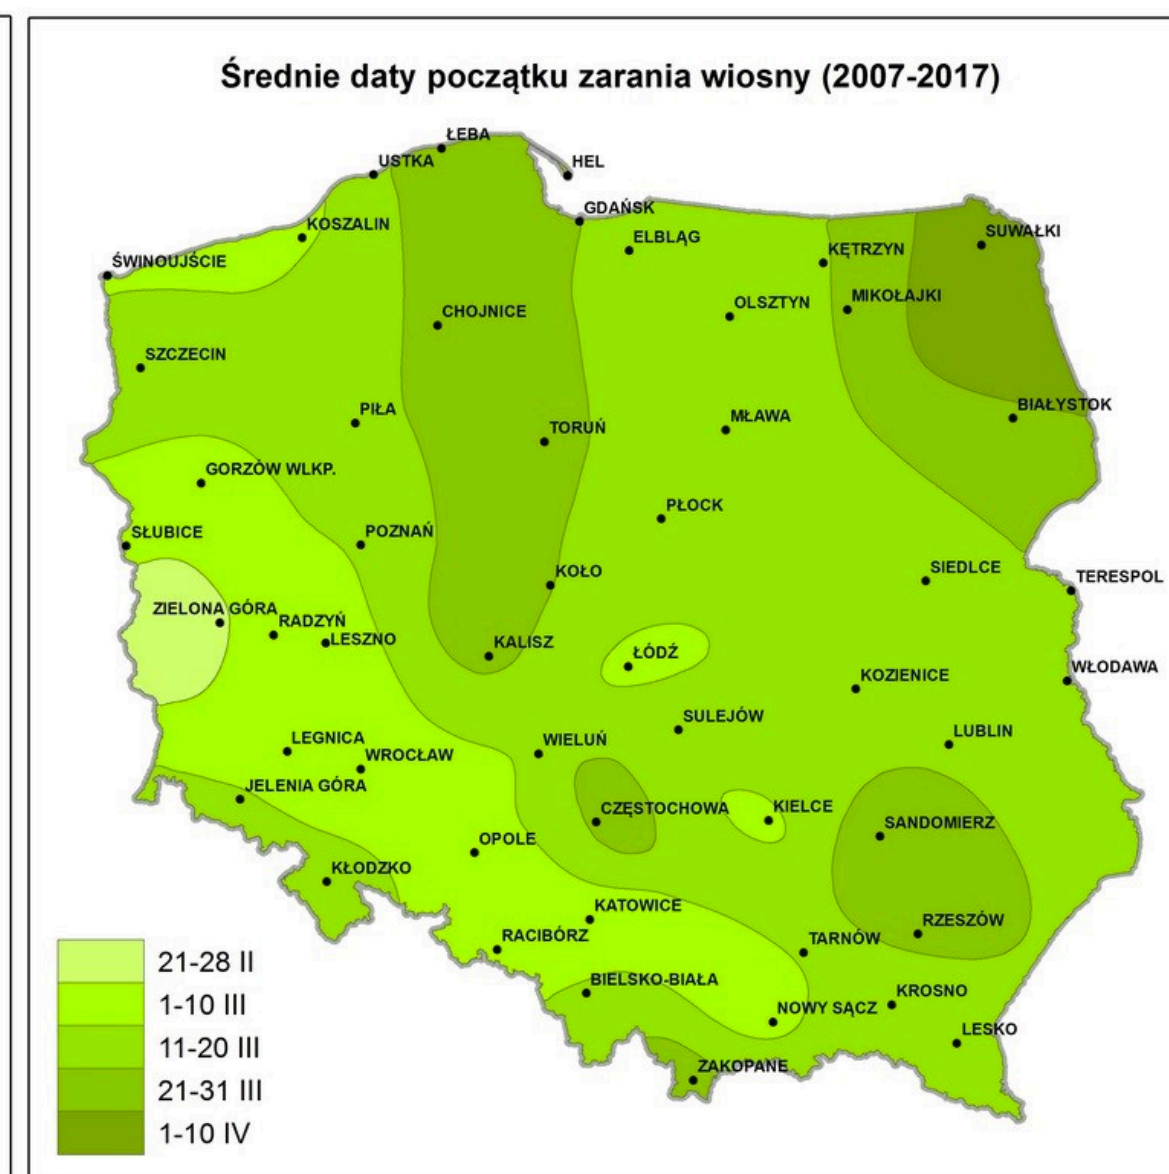 Średnie daty początku zarania wiosny (2007-2017)
ŁEBA
USTKA
HEL
GDAŃSK
KOSZALIN
ELBLĄG
SUWAŁKI
KĘTRZYN
ŚWINOUJŚCIE
MIKOŁAJKI
OLSZTYN
CHOJNICE
SZCZECIN
BIAŁYSTOK
PIŁA
MŁAWA
TORUŃ
GORZÓW WLKP.
PŁOCK
SŁUBICE
POZNAŃ
SIEDLCE
KOŁO
TERESPOL
ZIELONA GÓRA
RADZYŃ
LESZNO
KALISZ
ŁÓDŹ
WŁODAWA
KOZIENICE
SULEJÓW
LUBLIN
LEGNICA
WIELUŃ
WROCŁAW
JELENIA GÓRA
CZĘSTOCHOWA
KIELCE
SANDOMIERZ
OPOLE
KŁODZKO
KATOWICE
RZESZÓW
RACIBÓRZ
TARNÓW
BIELSKO-BIAŁA
KROSNO
NOWY SĄCZ
LESKO
ZAKOPANE
21-28 II
1-10 III
11-20 III
21-31 III
1-10 IV